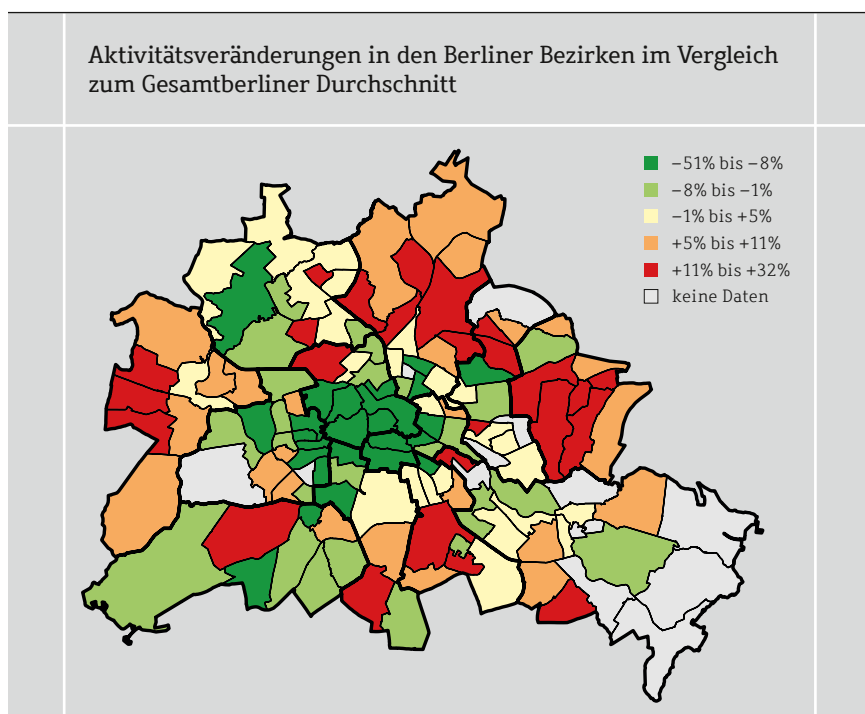 Aktivitätsveränderungen in den Berliner Bezirken im Vergleich
zum Gesamtberliner Durchschnitt
−51% bis −8%
−8% bis −1%
−1% bis +5%
+5% bis +11%
+11% bis +32%
keine Daten